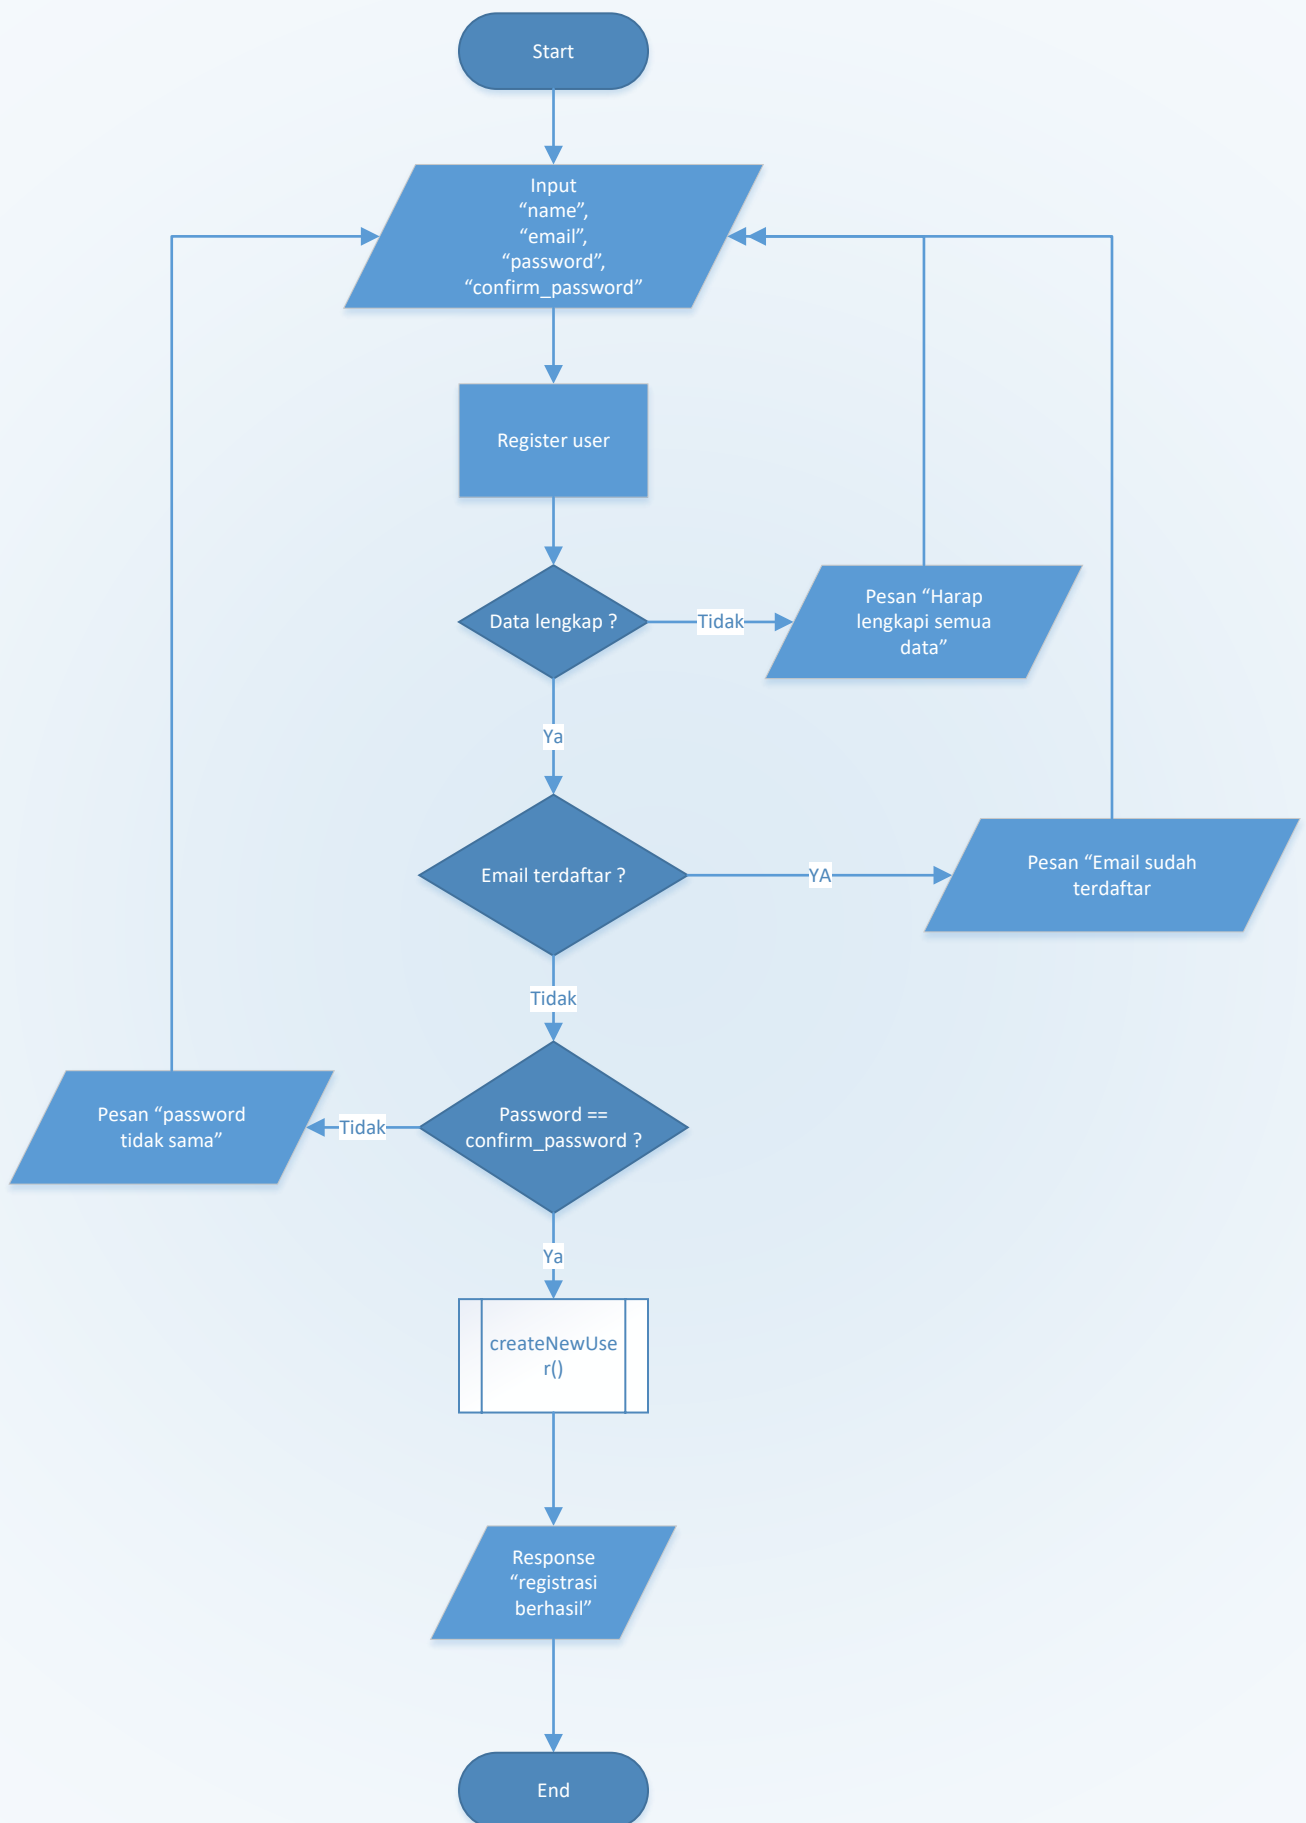 Start
Input
“name”,
“email”,
“password”,
“confirm_password”
Register user
Data lengkap ?
Tidak
Pesan “Harap
lengkapi semua
data”
Ya
Email terdaftar ?
YA
Pesan “Email sudah
terdaftar
Tidak
Password ==
confirm_password ?
Tidak
Pesan “password
tidak sama”
Ya
createNewUse
r()
Response
“registrasi
berhasil”
End